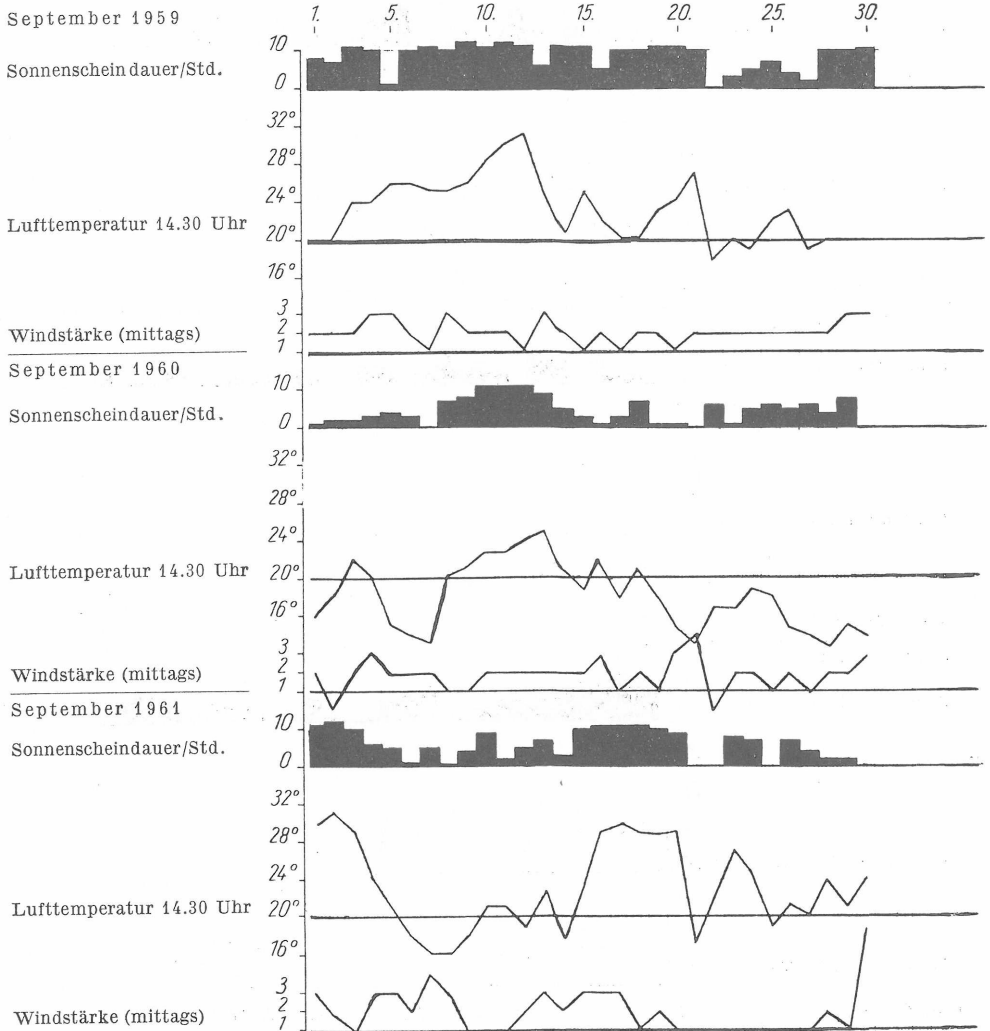 September 1959
1. 5. 10. 15. 20. 25. 30.
10
Sonnenscheindauer/Std.
0
32°
28°
24°
Lufttemperatur 14.30 Uhr
20°
16°
3
Windstärke (mittags) 2
1
September 1960
10
Sonnenscheindauer/Std.
0
32°
28°
24°
Lufttemperatur 14.30 Uhr
20°
16°
3
Windstärke (mittags) 2
1
September 1961
10
Sonnenscheindauer/Std.
0
32°
28°
24°
Lufttemperatur 14.30 Uhr
20°
16°
3
2
Windstärke (mittags)
1